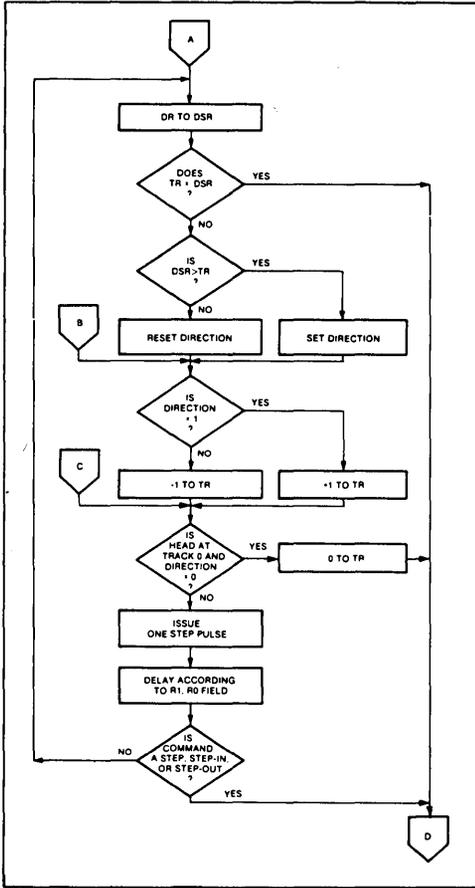 A
DR TO DSR
DOES
TR = DSR
?
YES
NO
IS
DSR>TR
?
YES
NO
B
RESET DIRECTION
SET DIRECTION
IS
DIRECTION
= 1
?
YES
NO
C
-1 TO TR
+1 TO TR
IS
HEAD AT
TRACK 0 AND
DIRECTION
= 0
?
YES
NO
0 TO TR
ISSUE
ONE STEP PULSE
DELAY ACCORDING
TO R1, R0 FIELD
IS
COMMAND
A STEP, STEP-IN,
OR STEP-OUT
?
NO
YES
D